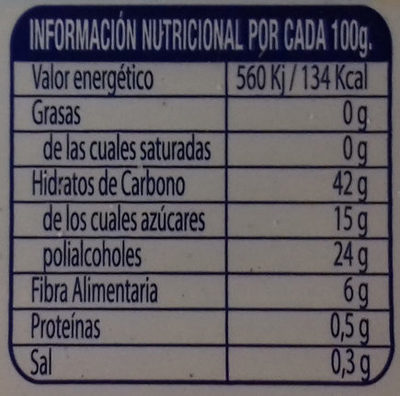 INFORMACIÓN NUTRICIONAL POR CADA 100g.
Valor energético 560 Kj / 134 Kcal
Grasas 0 g
de las cuales saturadas 0 g
Hidratos de Carbono 42 g
de los cuales azúcares 15 g
polialcoholes 24 g
Fibra Alimentaria 6 g
Proteínas 0,5 g
Sal 0,3 g